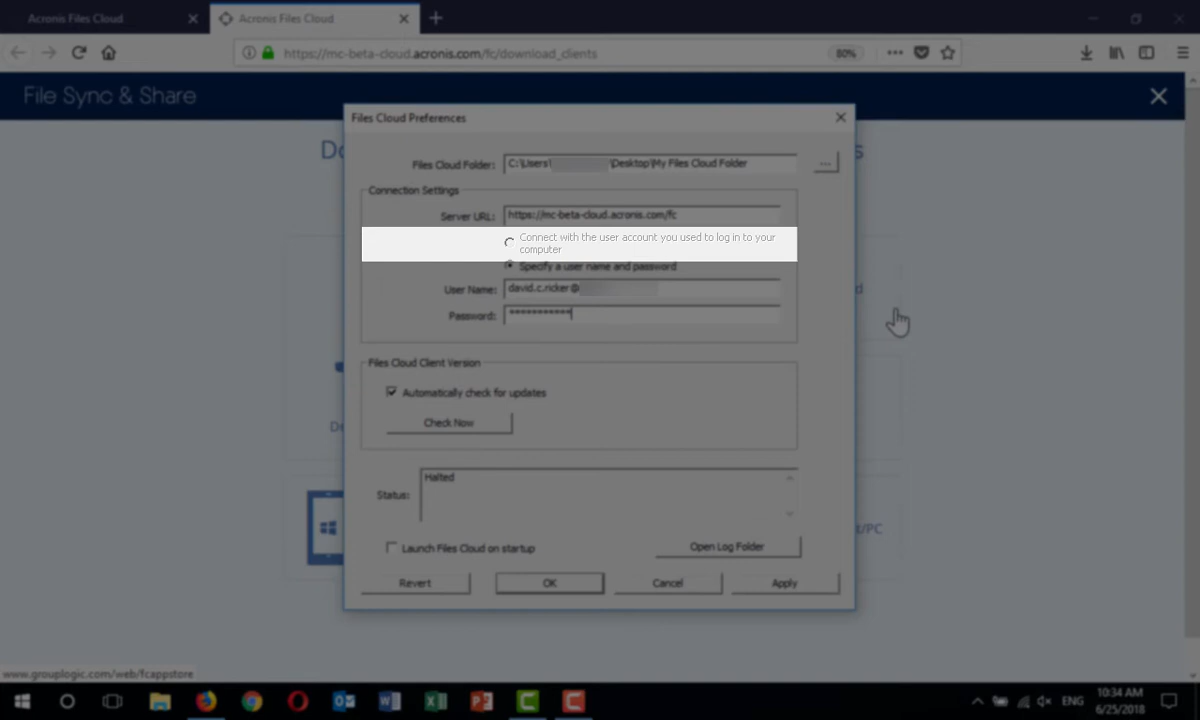 Acronis Files Cloud
Acronis Files Cloud
https://mc-beta-cloud.acronis.com/fc/download_clients
80%
File Sync & Share
Files Cloud Preferences
Files Cloud Folder: C:\Users\ \Desktop\My Files Cloud Folder
...
Connection Settings
Server URL: https://mc-beta-cloud.acronis.com/fc
Connect with the user account you used to log in to your
computer
Specify a user name and password
User Name: david.c.ricker@
Password: ***********
Files Cloud Client Version
Automatically check for updates
Check Now
Halted
Status:
Launch Files Cloud on startup
Open Log Folder
Revert OK Cancel Apply
www.grouplogic.com/web/fcappstore
ENG
10:34 AM
6/25/2018